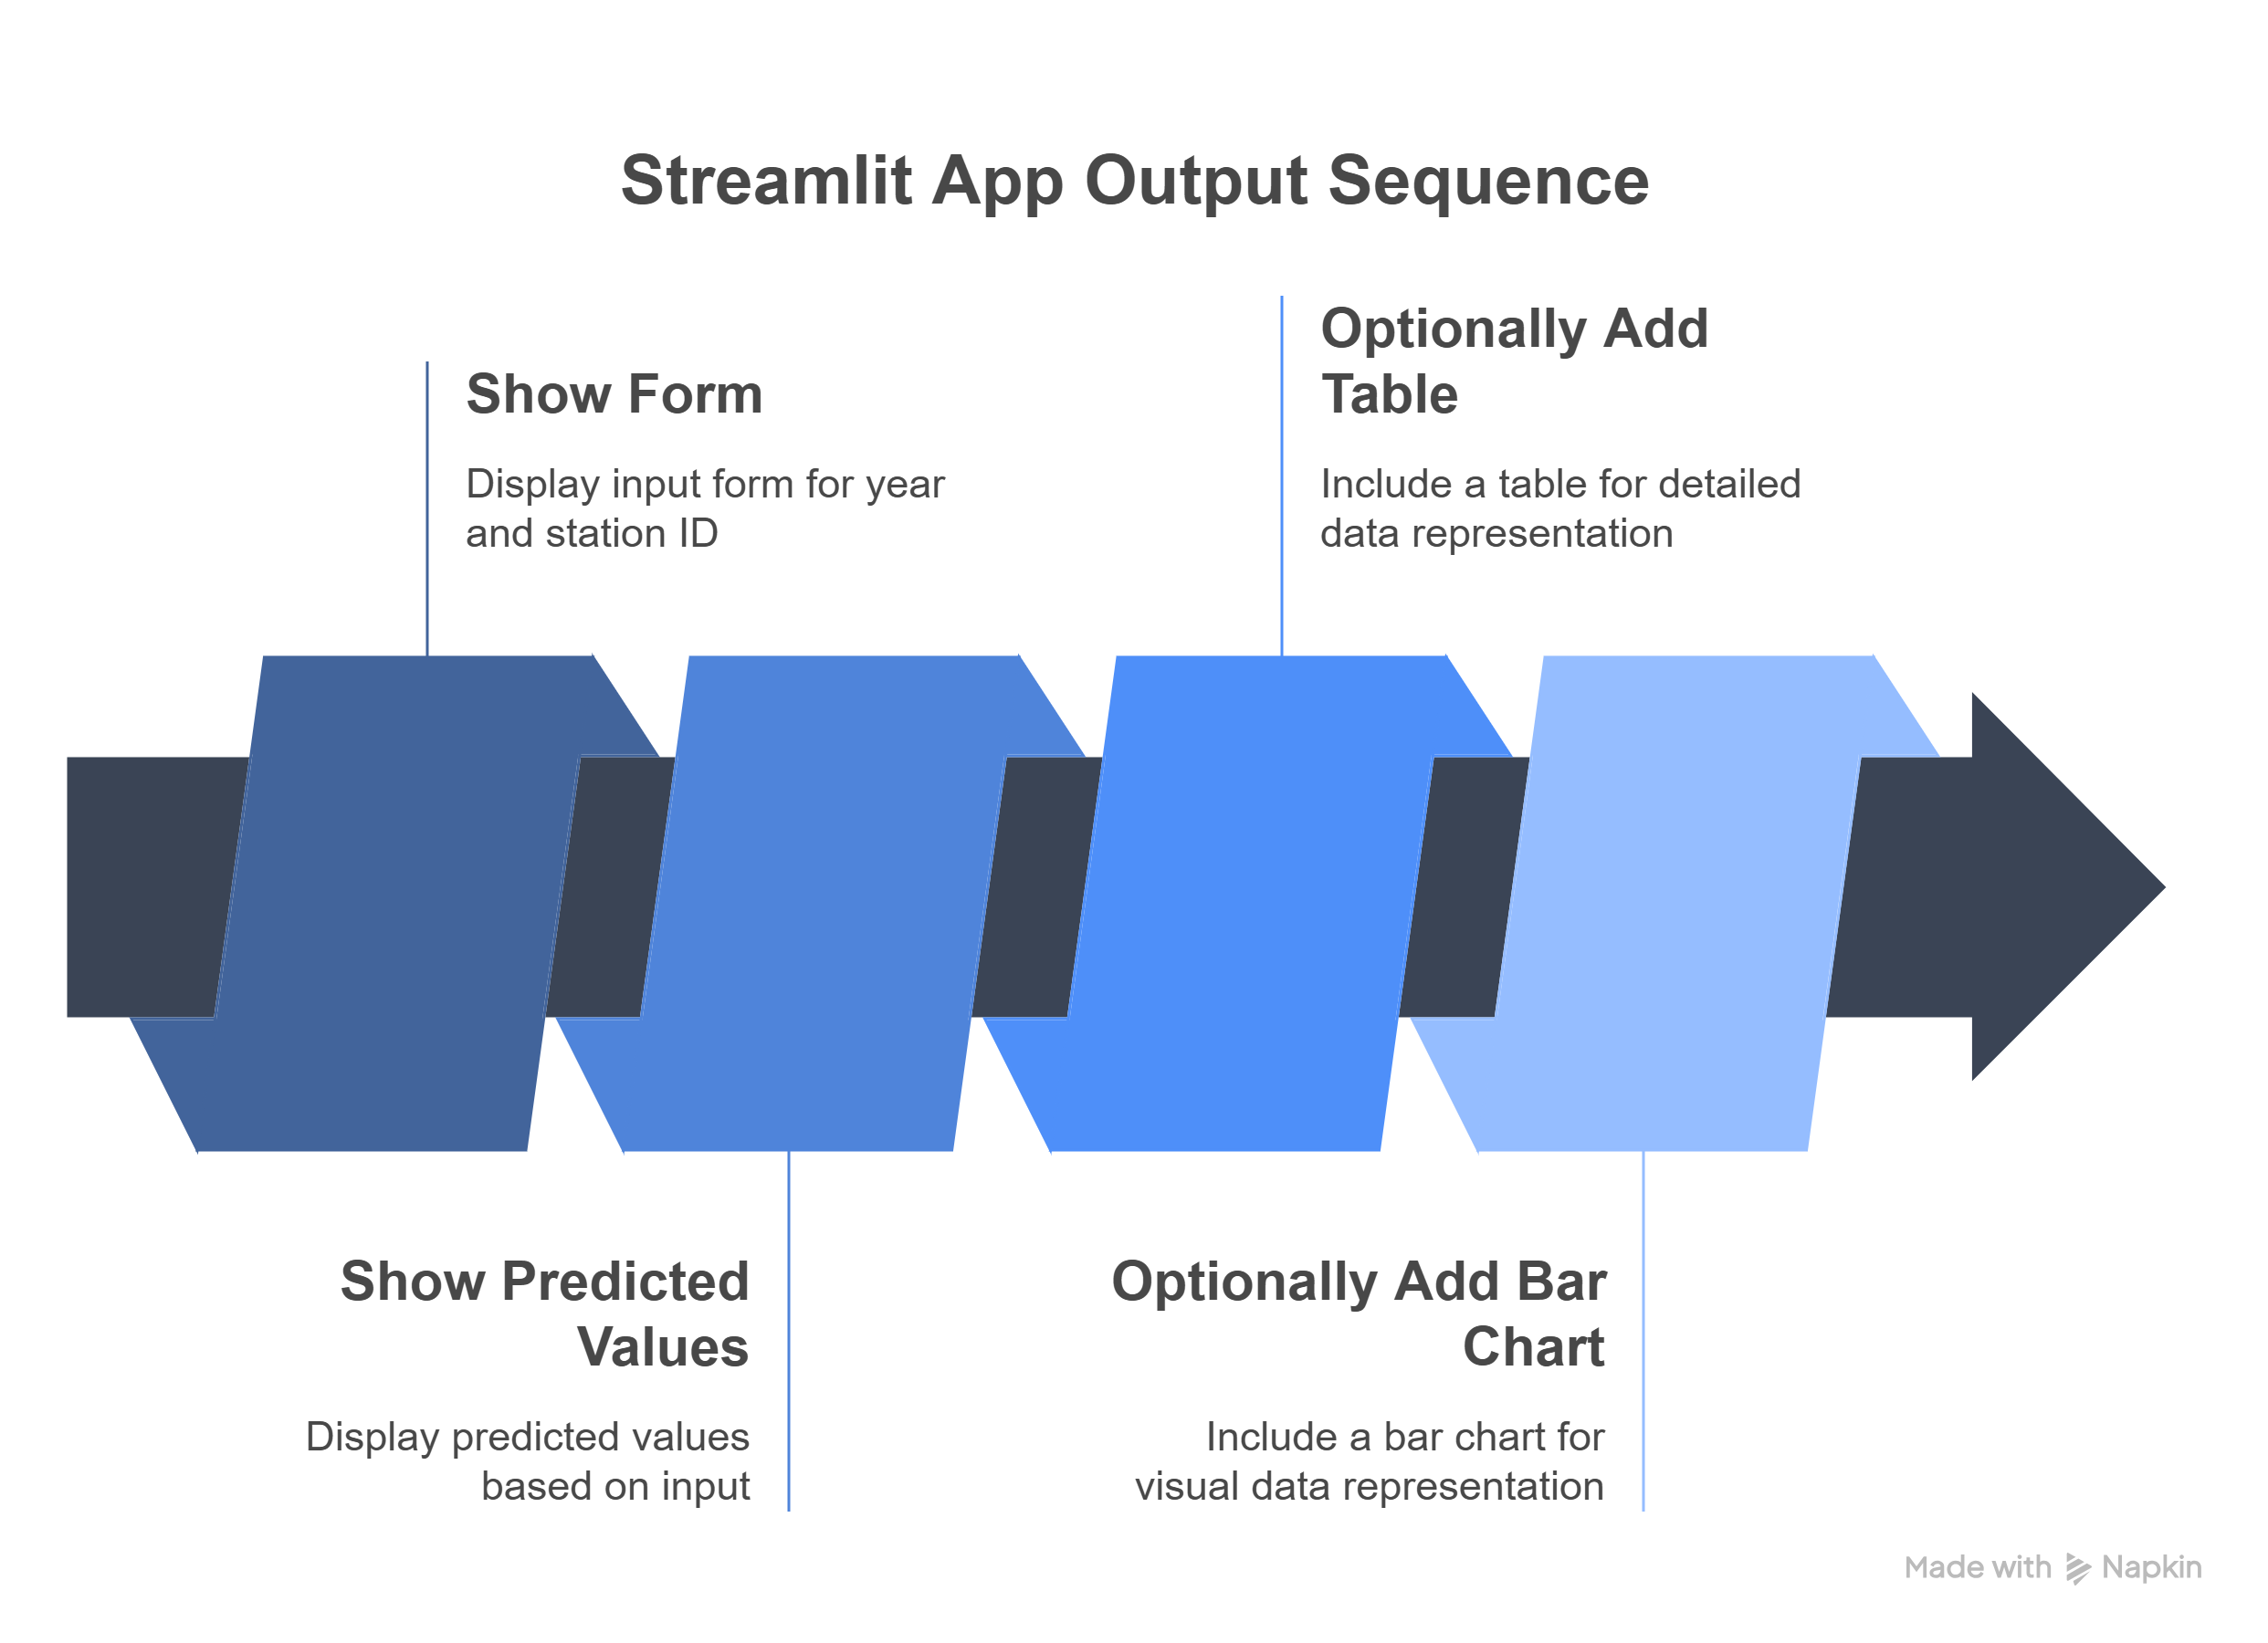 Streamlit App Output Sequence
Show Form
Display input form for year
and station ID
Show Predicted
Values
Display predicted values
based on input
Optionally Add
Table
Include a table for detailed
data representation
Optionally Add Bar
Chart
Include a bar chart for
visual data representation
Made with Napkin